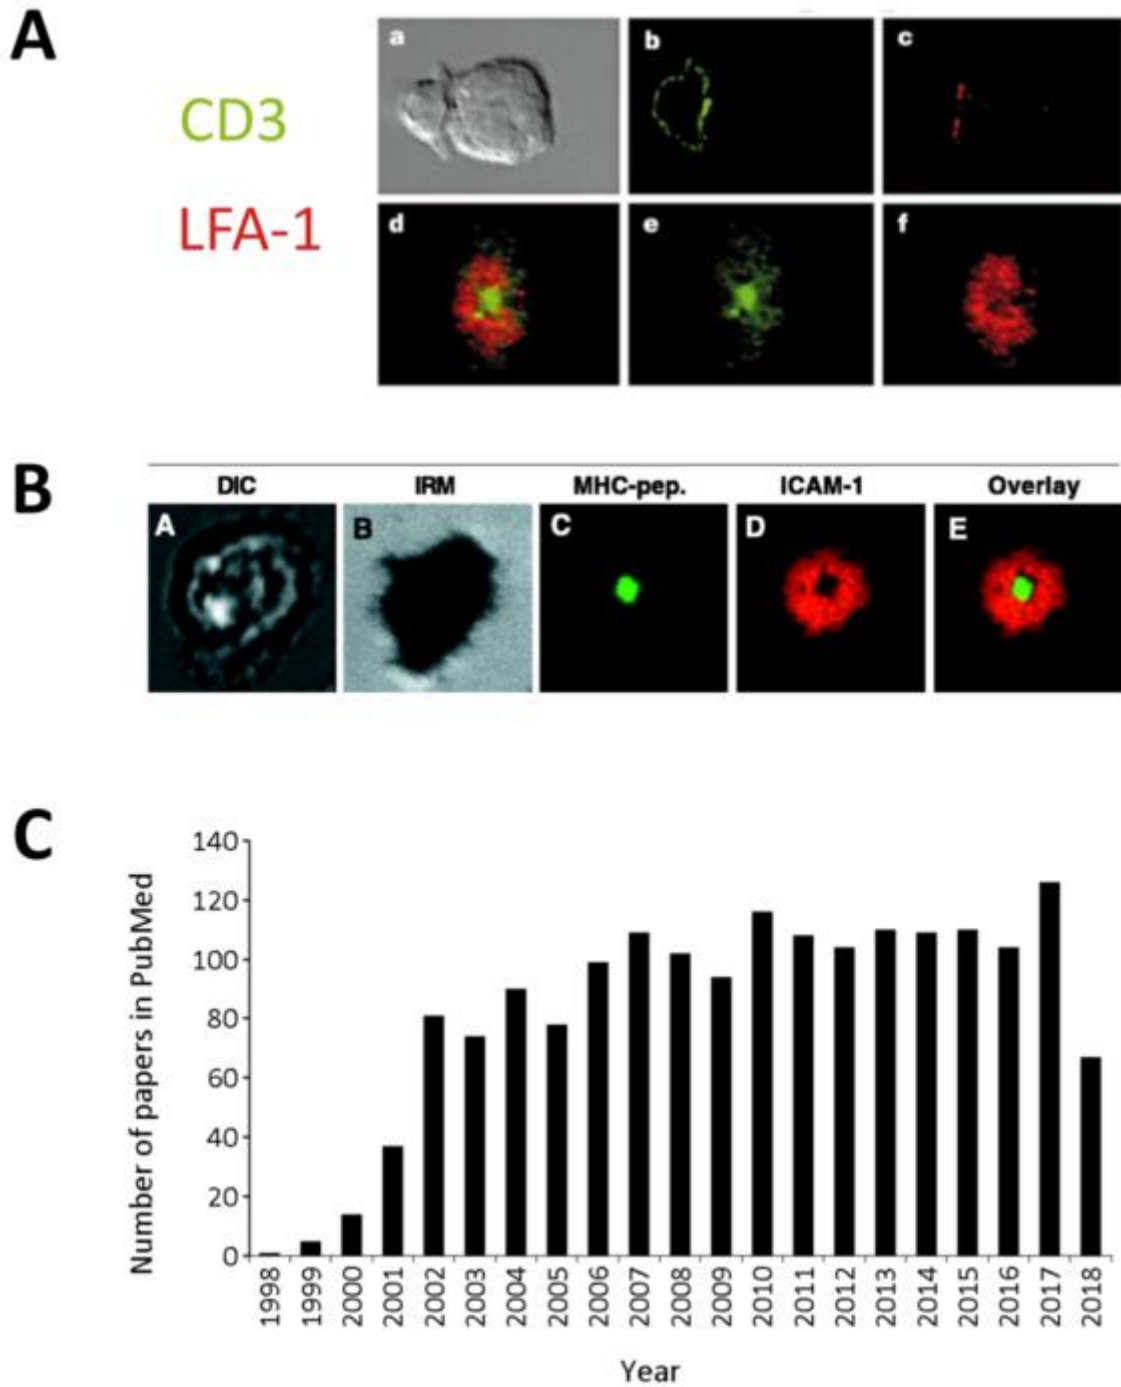 A
CD3
LFA-1
a
b
c
d
e
f
B
DIC
IRM
MHC-pep.
ICAM-1
Overlay
A
B
C
D
E
C
Number of papers in PubMed
140
120
100
80
60
40
20
0
1998
1999
2000
2001
2002
2003
2004
2005
2006
2007
2008
2009
2010
2011
2012
2013
2014
2015
2016
2017
2018
Year